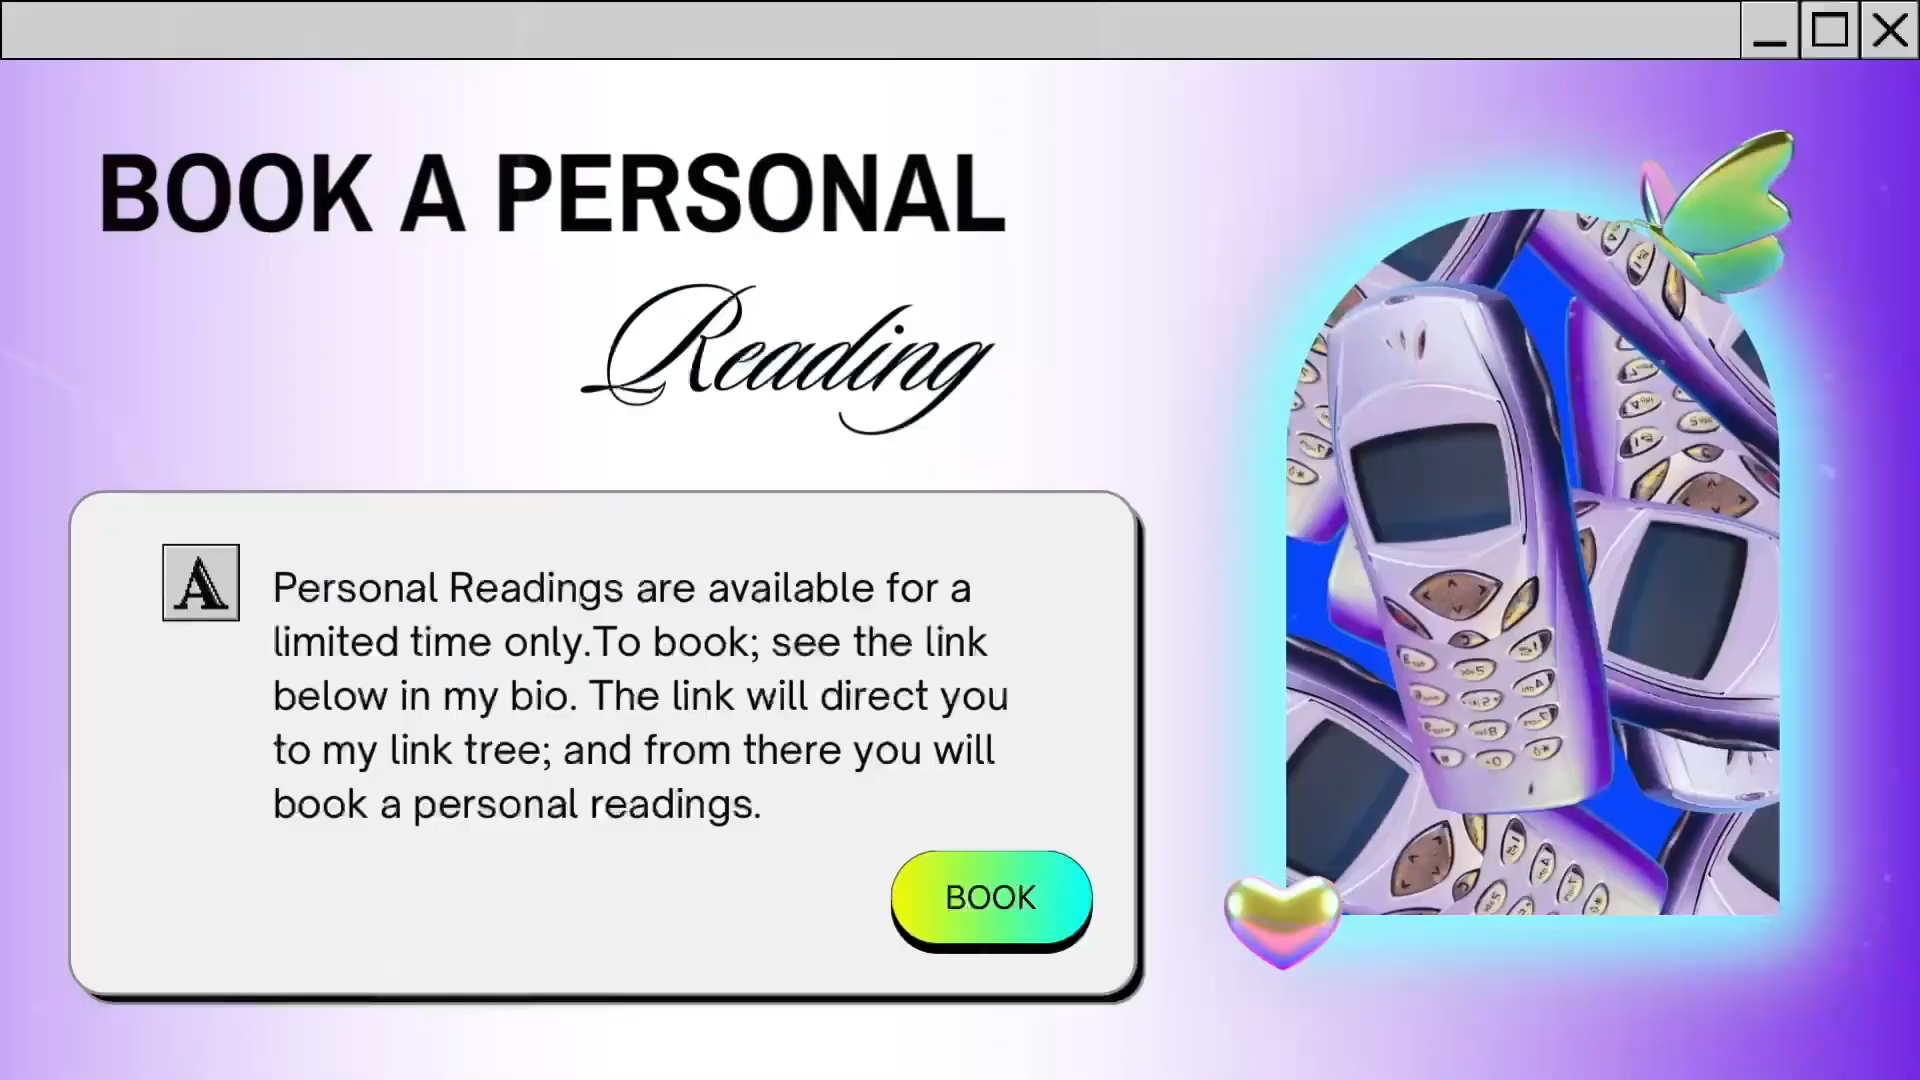 BOOK A PERSONAL
Reading
A
Personal Readings are available for a
limited time only.To book; see the link
below in my bio. The link will direct you
to my link tree; and from there you will
book a personal readings.
BOOK